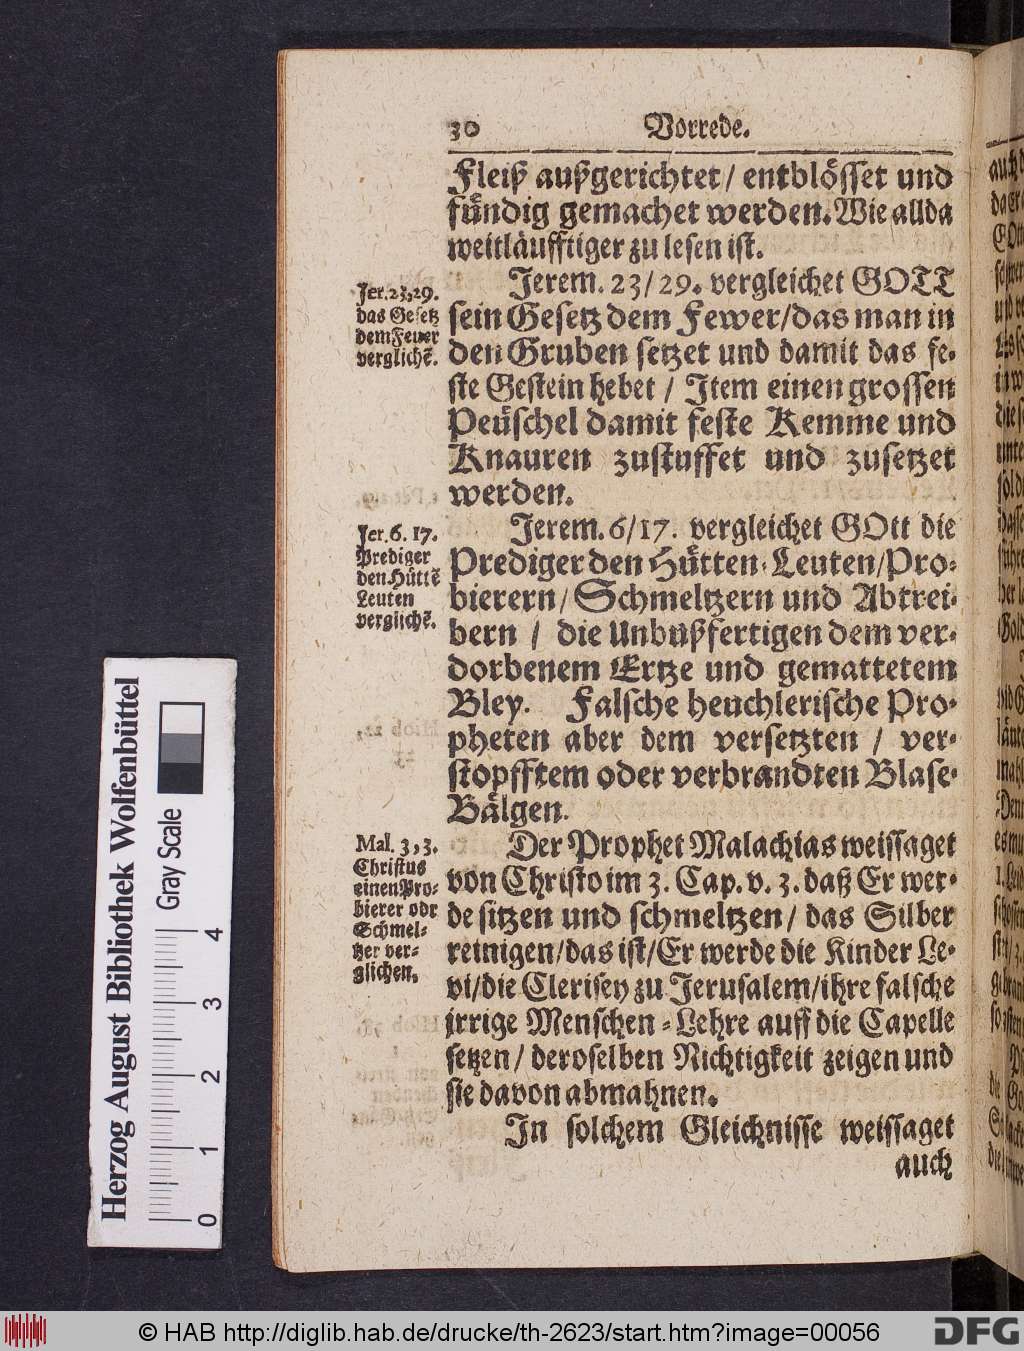 30 Vorrede.
Fleiß außgerichtet / entblösset und
fündig gemachet werden. Wie allda
weitläufftiger zu lesen ist.
Jerem. 23/29. vergleichet GOTT
sein Gesetz dem Fewer/das man in
den Gruben setzet und damit das fe-
ste Gestein hebet / Item einen grossen
Peüschel damit feste Kemme und
Knauren zustuffet und zusetzet
werden.
Jer. 23,29.
das Gesetz
dem Feuer
verglichẽ.
Jerem. 6/17. vergleichet GOtt die
Prediger den Hütten-Leuten/Pro-
bierern/ Schmeltzern und Abtrei-
bern / die Unbußfertigen dem ver-
dorbenem Ertze und gemattetem
Bley. Falsche heuchlerische Pro-
pheten aber dem versetzten / ver-
stopfftem oder verbrandten Blase-
Bälgen.
Jer. 6. 17.
Prediger
den Hüttẽ
Leuten
verglichẽ.
Der Prophet Malachias weissaget
von Christo im 3. Cap. v. 3. daß Er wer-
de sitzen und schmeltzen/ das Silber
reinigen/das ist/Er werde die Kinder Le-
vi/die Clerisey zu Jerusalem/ihre falsche
irrige Menschen-Lehre auff die Capelle
setzen/ deroselben Nichtigkeit zeigen und
sie davon abmahnen.
Mal. 3,3.
Christus
einen Pro-
bierer odr
Schmel-
tzer ver-
glichen.
In solchem Gleichnisse weissaget
auch
Herzog August Bibliothek Wolfenbüttel
Gray Scale
0 1 2 3 4
© HAB http://diglib.hab.de/drucke/th-2623/start.htm?image=00056
DFG